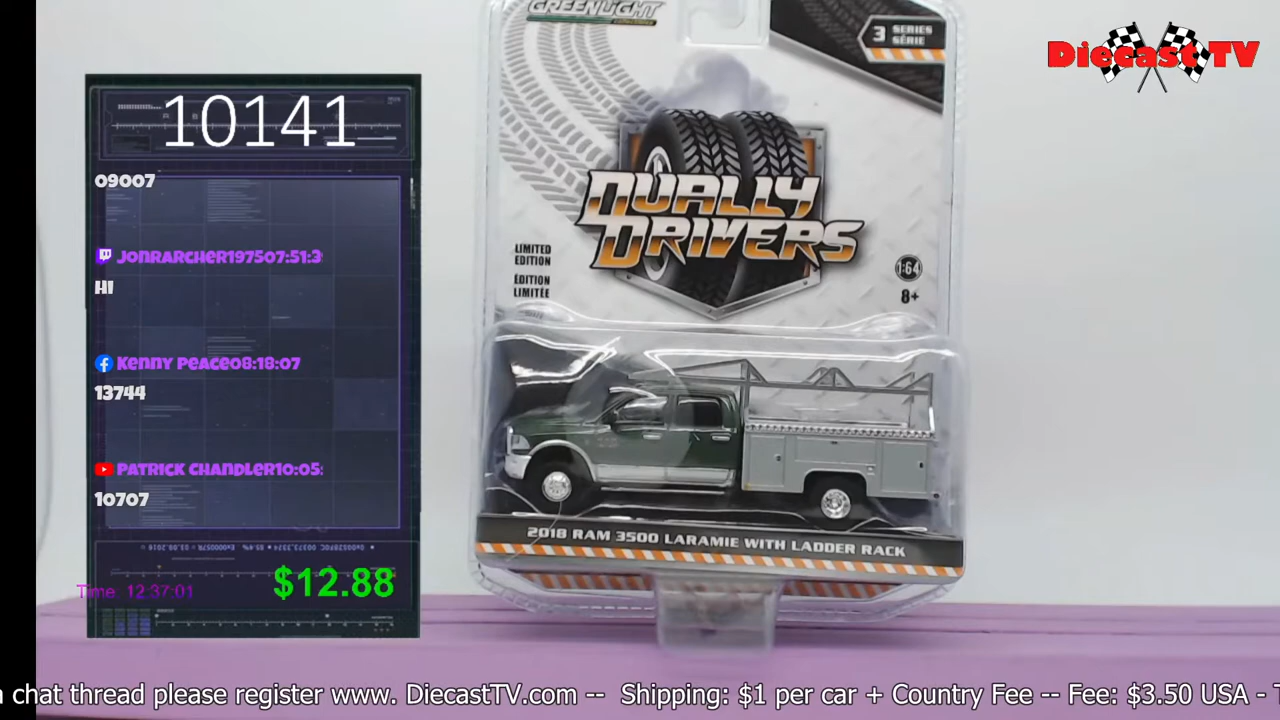 GREENLIGHT
collectibles
3 SERIES
SÉRIE
Diecast TV
10141
09007
JonRarcher197507:51:3
HI
Kenny Peace08:18:07
13744
Patrick Chandler10:05:
10707
Time 12:37:01
$12.88
DUALLY
DRIVERS
LIMITED
EDITION
ÉDITION
LIMITÉE
1:64
8+
2018 RAM 3500 LARAMIE WITH LADDER RACK
chat thread please register www. DiecastTV.com -- Shipping: $1 per car + Country Fee -- Fee: $3.50 USA -